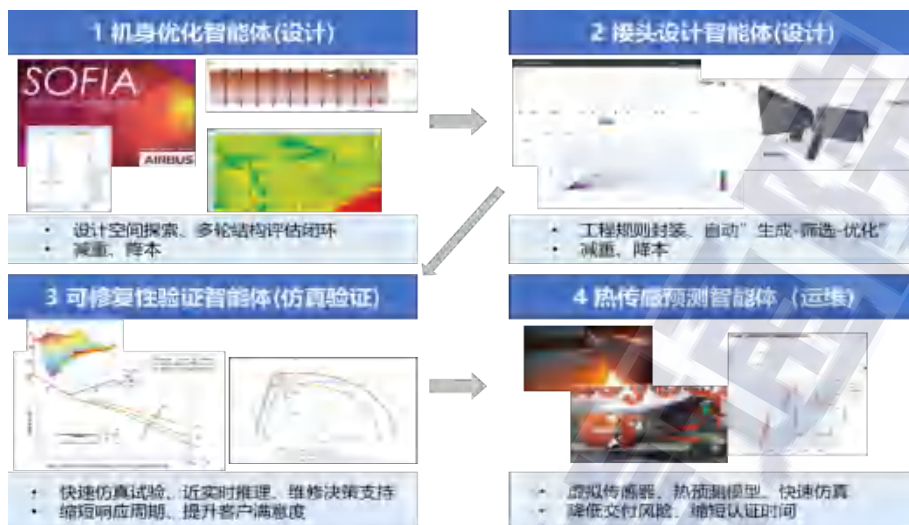 1 机身优化智能体(设计)
2 接头设计智能体(设计)
SOFIA
AIRBUS
• 设计空间探索、多轮结构评估闭环
• 减重、降本
• 工程规则封装、自动"生成-筛选-优化"
• 减重、降本
3 可修复性验证智能体(仿真验证)
4 热传感预测智能体（运维)
• 快速仿真试验、近实时推理、维修决策支持
• 缩短响应周期、提升客户满意度
• 虚拟传感器、热预测模型、快速仿真
• 降低交付风险、缩短认证时间